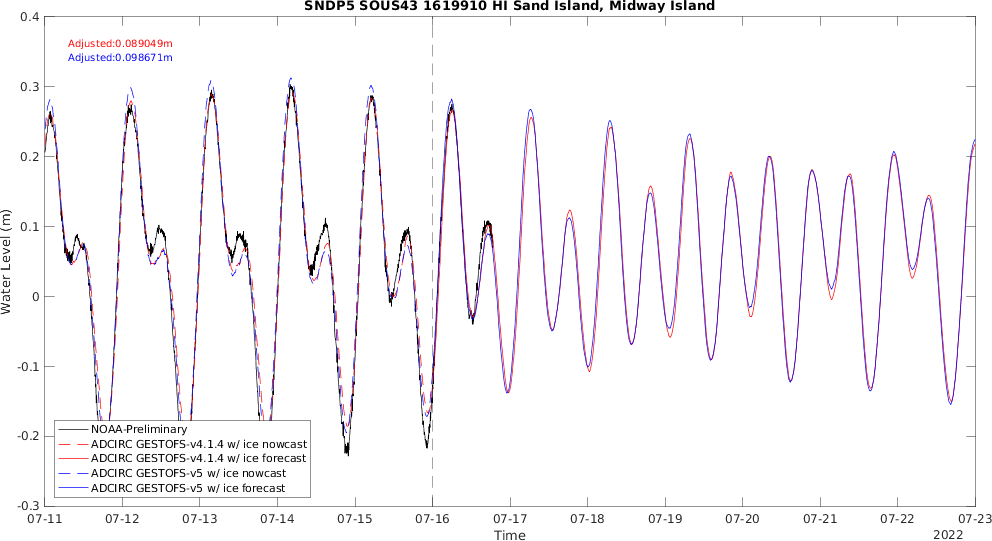 SNDP5 SOUS43 1619910 HI Sand Island, Midway Island
Adjusted:0.089049m
Adjusted:0.098671m
Water Level (m)
0.4
0.3
0.2
0.1
0
-0.1
-0.2
-0.3
NOAA-Preliminary
ADCIRC GESTOFS-v4.1.4 w/ ice nowcast
ADCIRC GESTOFS-v4.1.4 w/ ice forecast
ADCIRC GESTOFS-v5 w/ ice nowcast
ADCIRC GESTOFS-v5 w/ ice forecast
07-11 07-12 07-13 07-14 07-15 07-16 07-17 07-18 07-19 07-20 07-21 07-22 07-23
Time
2022